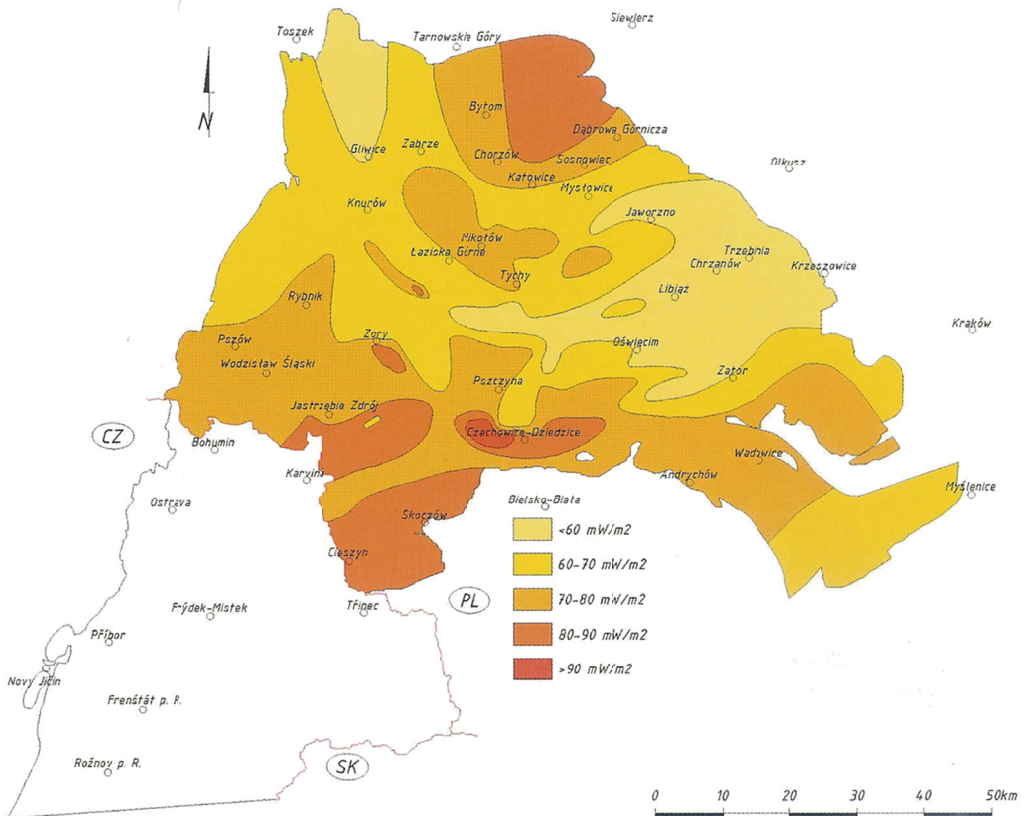 Toszek
Tarnowskie Góry
Siewierz
N
Bytom
Dąbrowa Górnicza
Gliwice
Zabrze
Chorzów
Sosnowiec
Katowice
Mysłowice
Olkusz
Knurów
Jaworzno
Mikołów
Łaziska Górne
Trzebinia
Chrzanów
Krzeszowice
Tychy
Libiąż
Rybnik
Kraków
Pszów
Żory
Oświęcim
Wodzisław Śląski
Zator
Pszczyna
Jastrzębie Zdrój
CZ
Bohumin
Czechowice-Dziedzice
Wadowice
Karvin
Andrychów
Myślenice
Ostrava
Bielsko-Biała
Skoczów
<60 mW/m2
Cieszyn
60-70 mW/m2
PL
70-80 mW/m2
Třinec
Frýdek-Místek
Příbor
80-90 mW/m2
>90 mW/m2
Nový Jičín
Frenštát p. R.
Rožnov p. R.
SK
0 10 20 30 40 50km